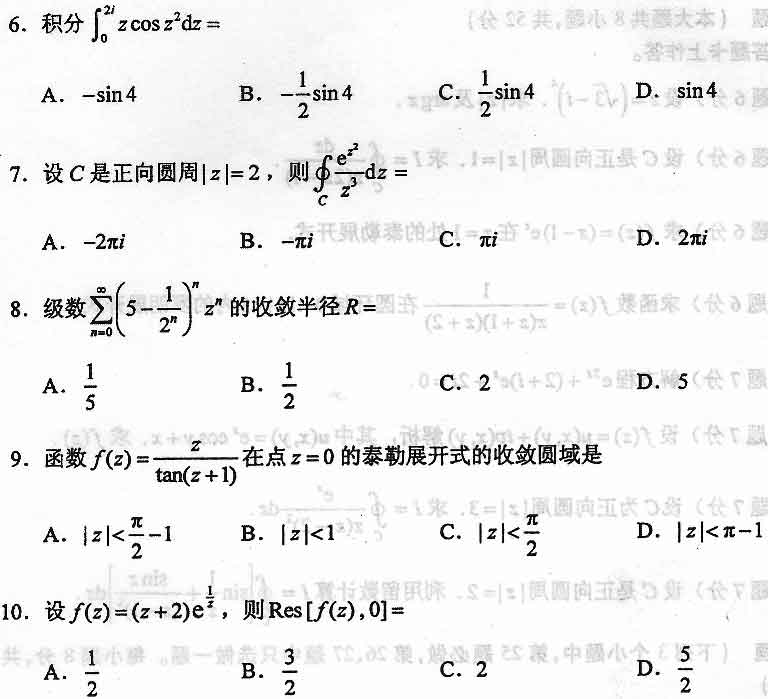 6. 积分 $\int_0^{2i} z\cos z^2 \mathrm{d}z =$
A. $-\sin 4$ B. $-\frac{1}{2}\sin 4$ C. $\frac{1}{2}\sin 4$ D. $\sin 4$
7. 设 $C$ 是正向圆周 $|z|=2$，则 $\oint_C \frac{\mathrm{e}^{z^2}}{z^3}\mathrm{d}z =$
A. $-2\pi i$ B. $-\pi i$ C. $\pi i$ D. $2\pi i$
8. 级数 $\sum_{n=0}^{\infty}\left(5-\frac{1}{2^n}\right)^n z^n$ 的收敛半径 $R=$
A. $\frac{1}{5}$ B. $\frac{1}{2}$ C. 2 D. 5
9. 函数 $f(z)=\frac{z}{\tan(z+1)}$ 在点 $z=0$ 的泰勒展开式的收敛圆域是
A. $|z|<\frac{\pi}{2}-1$ B. $|z|<1$ C. $|z|<\frac{\pi}{2}$ D. $|z|<\pi-1$
10. 设 $f(z)=(z+2)\mathrm{e}^{\frac{1}{z}}$，则 $\mathrm{Res}[f(z),0]=$
A. $\frac{1}{2}$ B. $\frac{3}{2}$ C. 2 D. $\frac{5}{2}$